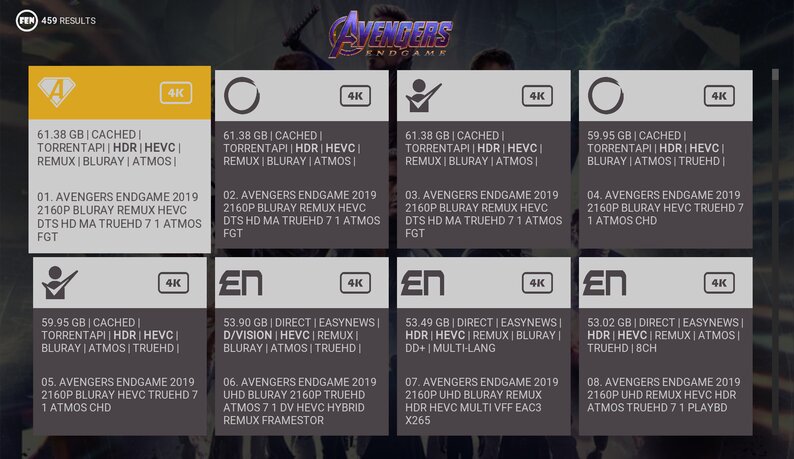 FEN 459 RESULTS
AVENGERS
ENDGAME
A 4K
61.38 GB | CACHED |
TORRENTAPI | HDR | HEVC |
REMUX | BLURAY | ATMOS |
01. AVENGERS ENDGAME 2019
2160P BLURAY REMUX HEVC
DTS HD MA TRUEHD 7 1 ATMOS
FGT
4K
61.38 GB | CACHED |
TORRENTAPI | HDR | HEVC |
REMUX | BLURAY | ATMOS |
02. AVENGERS ENDGAME 2019
2160P BLURAY REMUX HEVC
DTS HD MA TRUEHD 7 1 ATMOS
FGT
4K
61.38 GB | CACHED |
TORRENTAPI | HDR | HEVC |
REMUX | BLURAY | ATMOS |
03. AVENGERS ENDGAME 2019
2160P BLURAY REMUX HEVC
DTS HD MA TRUEHD 7 1 ATMOS
FGT
4K
59.95 GB | CACHED |
TORRENTAPI | HDR | HEVC |
BLURAY | ATMOS | TRUEHD |
04. AVENGERS ENDGAME 2019
2160P BLURAY HEVC TRUEHD 7
1 ATMOS CHD
4K
59.95 GB | CACHED |
TORRENTAPI | HDR | HEVC |
BLURAY | ATMOS | TRUEHD |
05. AVENGERS ENDGAME 2019
2160P BLURAY HEVC TRUEHD 7
1 ATMOS CHD
EN 4K
53.90 GB | DIRECT | EASYNEWS |
D/VISION | HEVC | REMUX |
BLURAY | ATMOS | TRUEHD |
06. AVENGERS ENDGAME 2019
UHD BLURAY 2160P TRUEHD
ATMOS 7 1 DV HEVC HYBRID
REMUX FRAMESTOR
EN 4K
53.49 GB | DIRECT | EASYNEWS |
HDR | HEVC | REMUX | BLURAY |
DD+ | MULTI-LANG
07. AVENGERS ENDGAME 2019
2160P UHD BLURAY REMUX
HDR HEVC MULTI VFF EAC3
X265
EN 4K
53.02 GB | DIRECT | EASYNEWS |
HDR | HEVC | REMUX | ATMOS |
TRUEHD | 8CH
08. AVENGERS ENDGAME 2019
2160P UHD REMUX HEVC HDR
ATMOS TRUEHD 7 1 PLAYBD